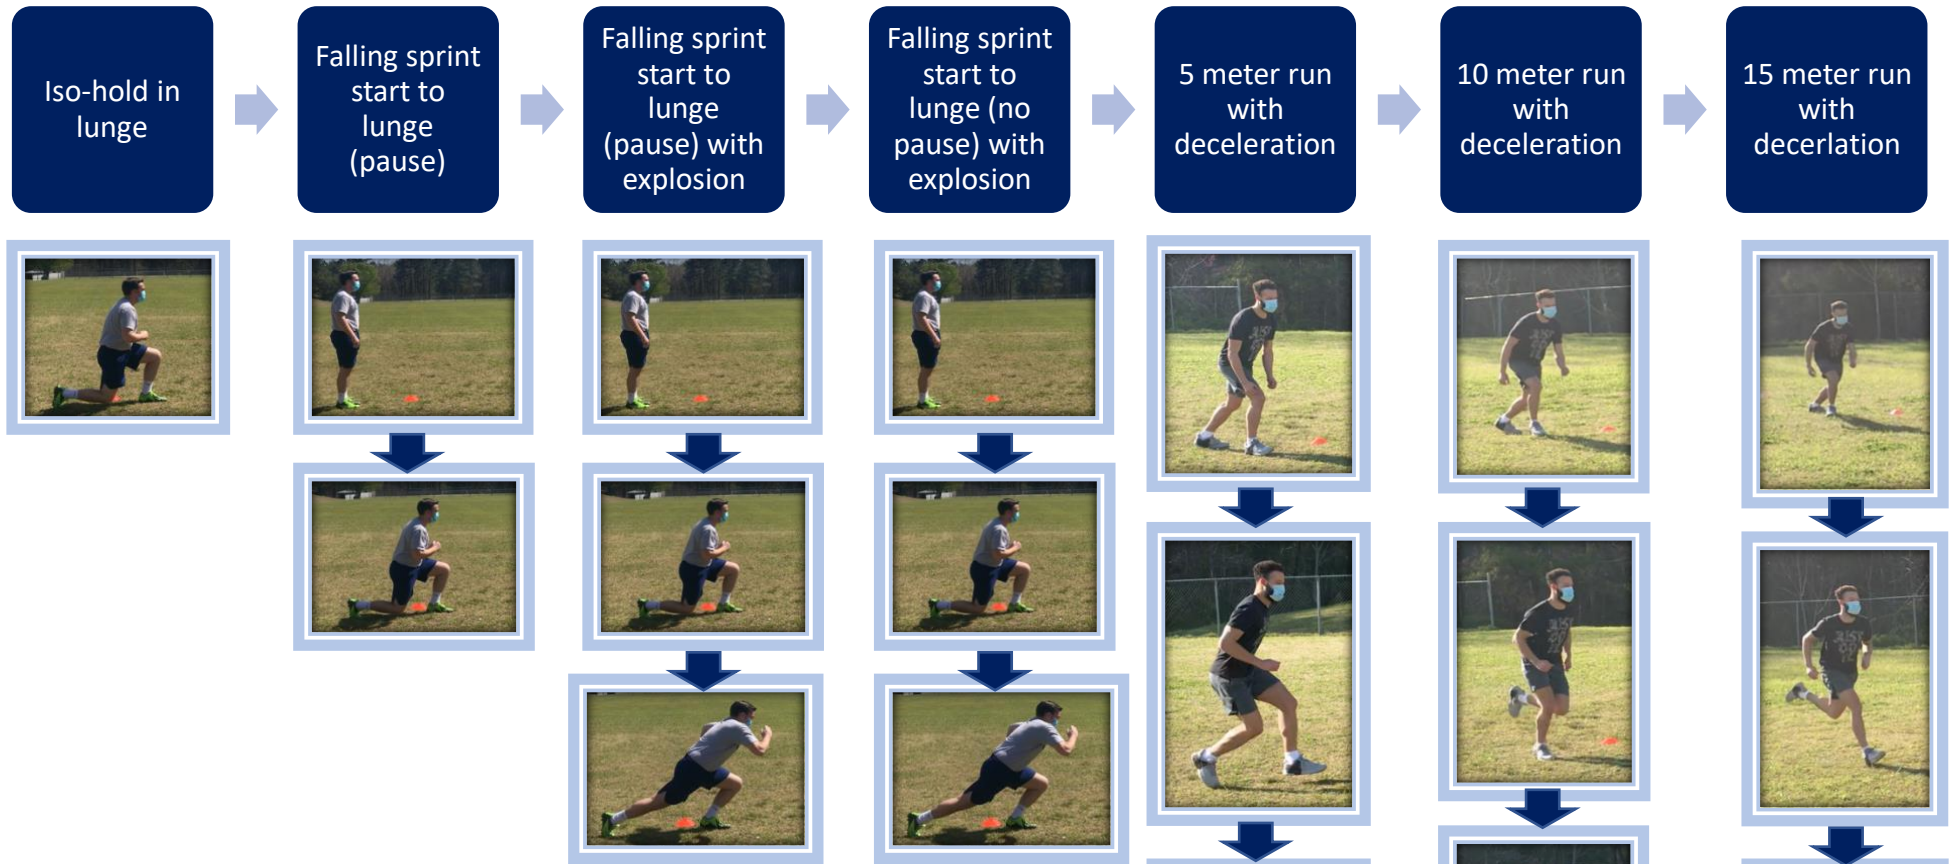 Iso-hold in
lunge
Falling sprint
start to
lunge
(pause)
Falling sprint
start to
lunge
(pause) with
explosion
Falling sprint
start to
lunge (no
pause) with
explosion
5 meter run
with
deceleration
10 meter run
with
deceleration
15 meter run
with
decerlation